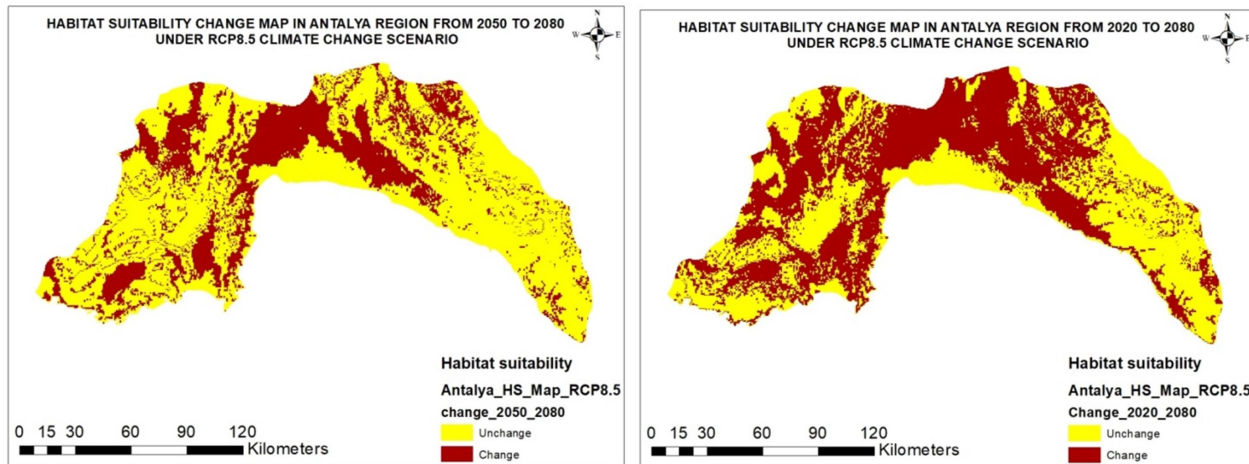 HABITAT SUITABILITY CHANGE MAP IN ANTALYA REGION FROM 2050 TO 2080
UNDER RCP8.5 CLIMATE CHANGE SCENARIO
N
W E
S
Habitat suitability
Antalya_HS_Map_RCP8.5
change_2050_2080
Unchange
Change
0 15 30 60 90 120
Kilometers
HABITAT SUITABILITY CHANGE MAP IN ANTALYA REGION FROM 2020 TO 2080
UNDER RCP8.5 CLIMATE CHANGE SCENARIO
N
W E
S
Habitat suitability
Antalya_HS_Map_RCP8.5
Change_2020_2080
Unchange
Change
0 15 30 60 90 120
Kilometers